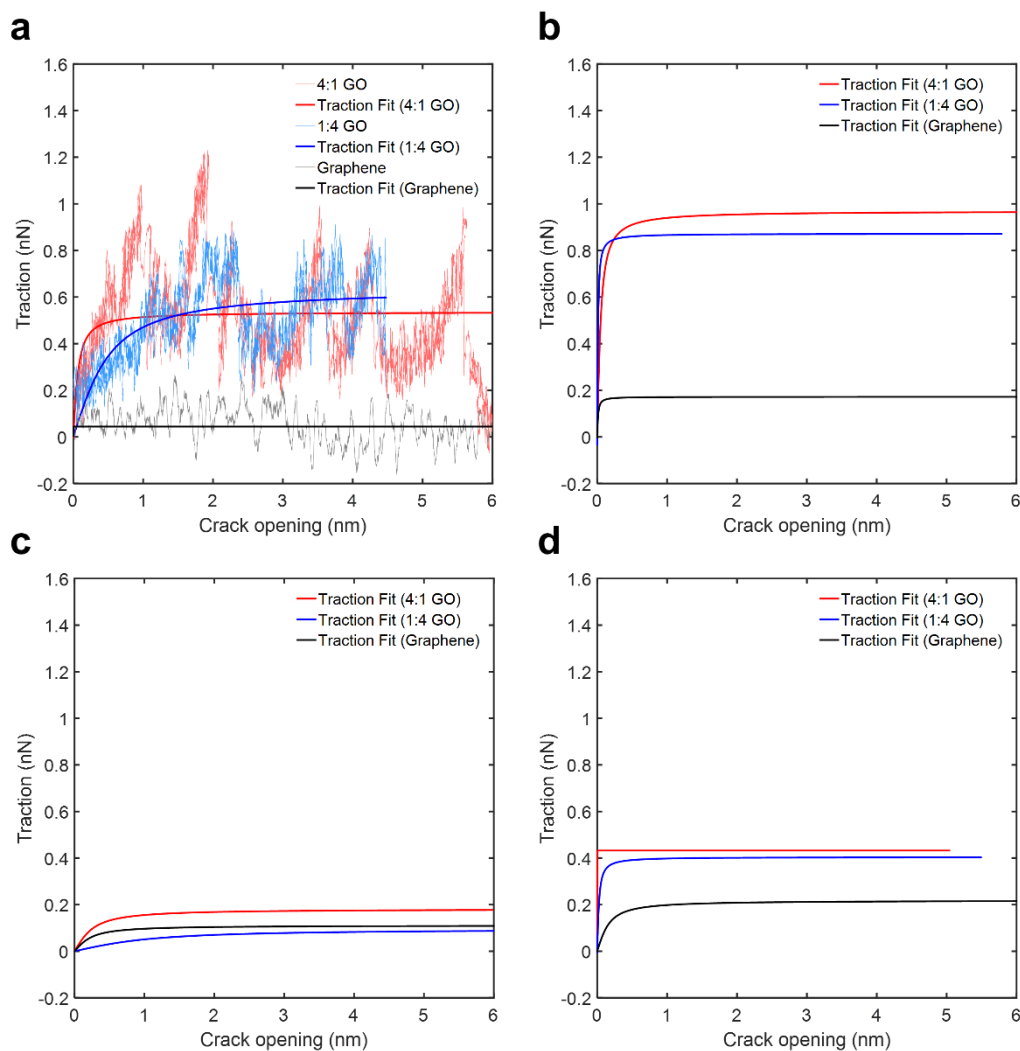 a
1.6
1.4
1.2
1
0.8
0.6
0.4
0.2
0
-0.2
Traction (nN)
4:1 GO
Traction Fit (4:1 GO)
1:4 GO
Traction Fit (1:4 GO)
Graphene
Traction Fit (Graphene)
0 1 2 3 4 5 6
Crack opening (nm)
b
1.6
1.4
1.2
1
0.8
0.6
0.4
0.2
0
-0.2
Traction (nN)
Traction Fit (4:1 GO)
Traction Fit (1:4 GO)
Traction Fit (Graphene)
0 1 2 3 4 5 6
Crack opening (nm)
c
1.6
1.4
1.2
1
0.8
0.6
0.4
0.2
0
-0.2
Traction (nN)
Traction Fit (4:1 GO)
Traction Fit (1:4 GO)
Traction Fit (Graphene)
0 1 2 3 4 5 6
Crack opening (nm)
d
1.6
1.4
1.2
1
0.8
0.6
0.4
0.2
0
-0.2
Traction (nN)
Traction Fit (4:1 GO)
Traction Fit (1:4 GO)
Traction Fit (Graphene)
0 1 2 3 4 5 6
Crack opening (nm)